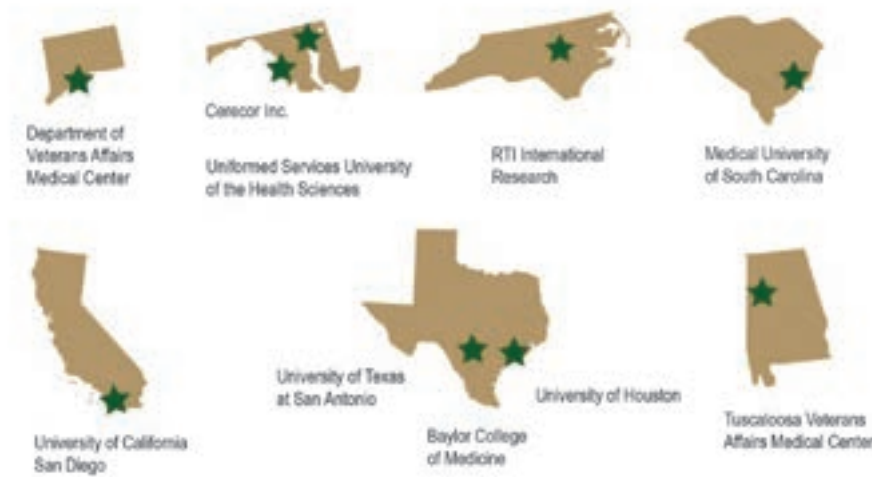 Department of
Veterans Affairs
Medical Center
Cerecor Inc.
Uniformed Services University
of the Health Sciences
RTI International
Research
Medical University
of South Carolina
University of California
San Diego
University of Texas
at San Antonio
Baylor College
of Medicine
University of Houston
Tuscaloosa Veterans
Affairs Medical Center